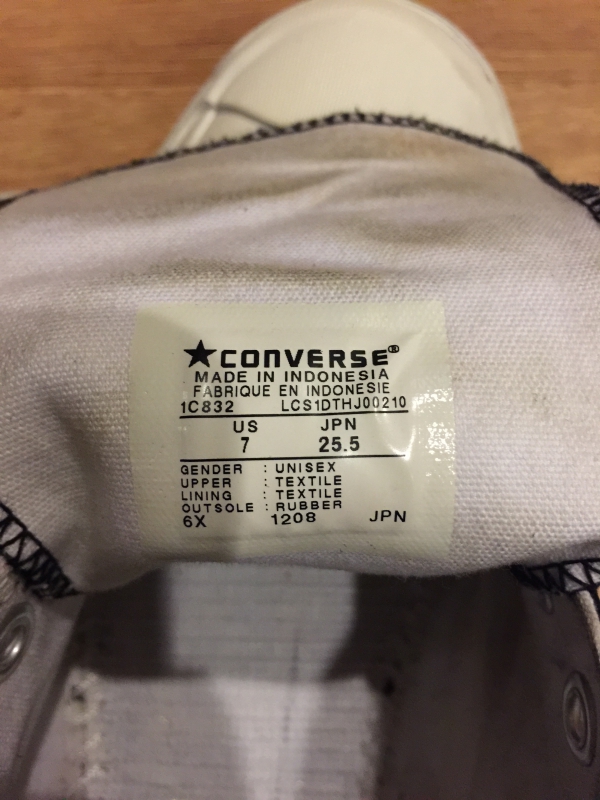 ★CONVERSE®
MADE IN INDONESIA
FABRIQUE EN INDONESIE
1C832 LCS1DTHJ00210
US JPN
7 25.5
GENDER : UNISEX
UPPER : TEXTILE
LINING : TEXTILE
OUTSOLE : RUBBER
6X 1208 JPN